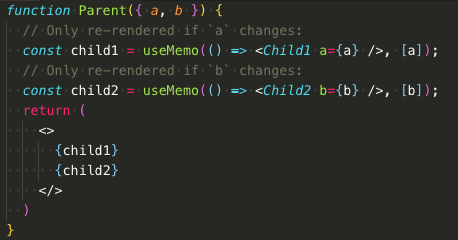 function Parent({ a, b }) {
  // Only re-rendered if `a` changes:
  const child1 = useMemo(() => <Child1 a={a} />, [a]);
  // Only re-rendered if `b` changes:
  const child2 = useMemo(() => <Child2 b={b} />, [b]);
  return (
    <>
      {child1}
      {child2}
    </>
  )
}